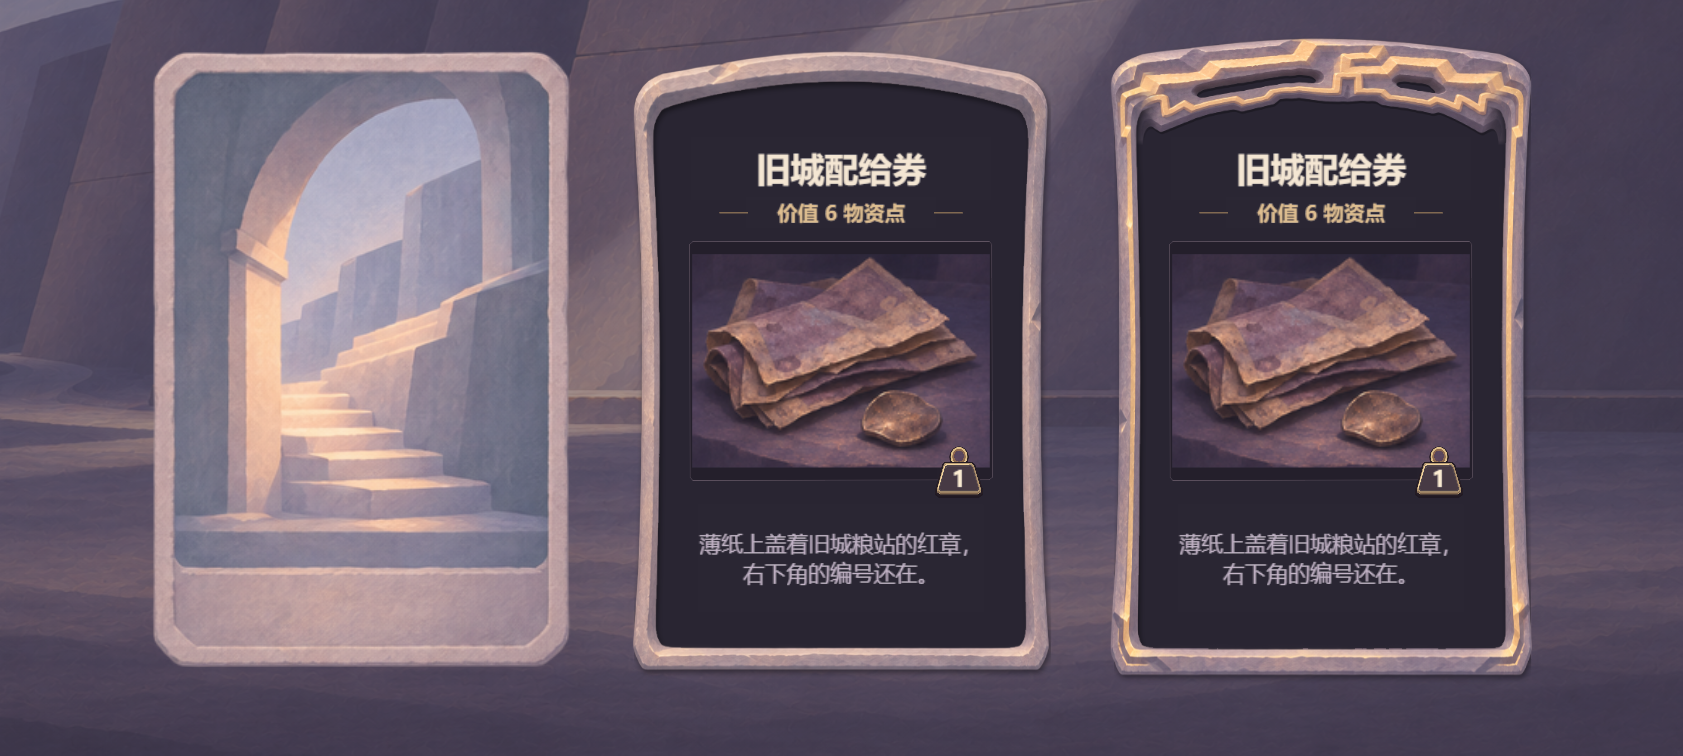 旧城配给券
价值 6 物资点
1
薄纸上盖着旧城粮站的红章，
右下角的编号还在。
旧城配给券
价值 6 物资点
1
薄纸上盖着旧城粮站的红章，
右下角的编号还在。